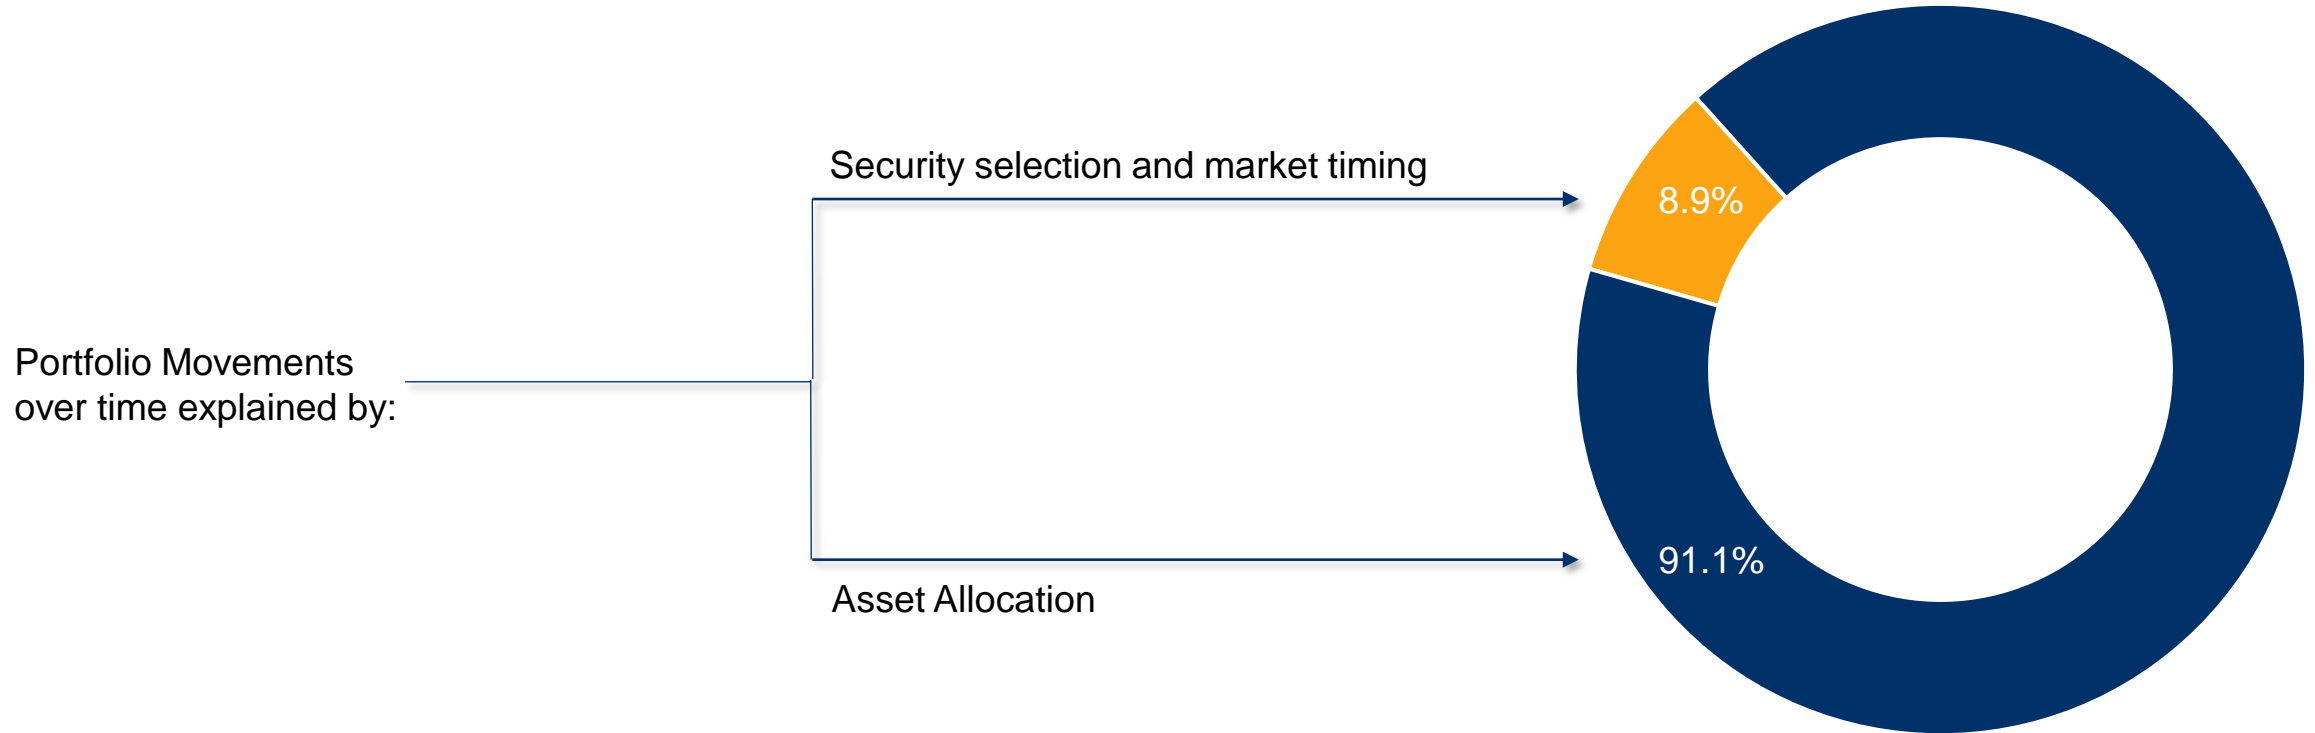 Security selection and market timing
8.9%
Portfolio Movements
over time explained by:
91.1%
Asset Allocation